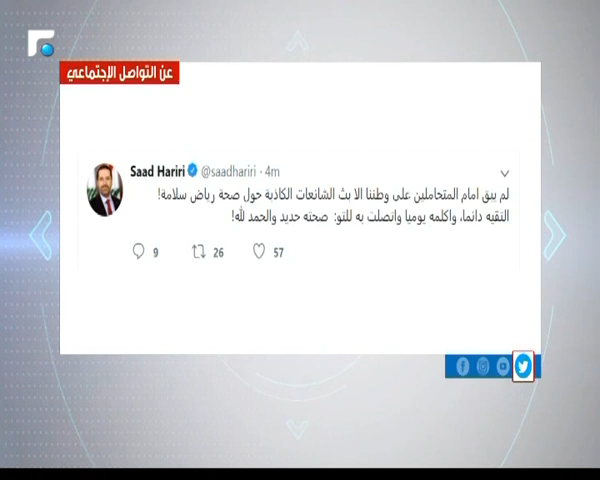 عن التواصل الإجتماعي
Saad Hariri @saadhariri · 4m
لم يبق امام المتحاملين على وطننا الا بث الشائعات الكاذبة حول صحة رياض سلامة!
التقيه دائما، واكلمه يوميا واتصلت به للتو: صحته حديد والحمد لله!
9 26 57